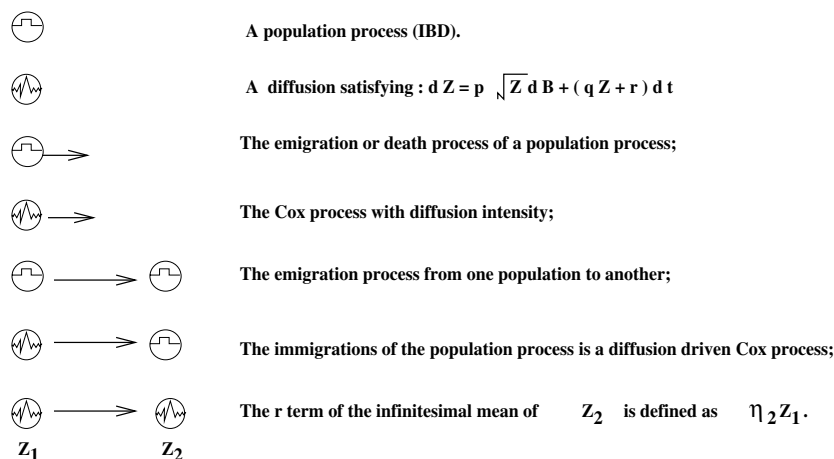 A population process (IBD).
A diffusion satisfying : d Z = p √Z d B + ( q Z + r ) d t
The emigration or death process of a population process;
The Cox process with diffusion intensity;
The emigration process from one population to another;
The immigrations of the population process is a diffusion driven Cox process;
The r term of the infinitesimal mean of Z₂ is defined as η₂Z₁.
Z₁ Z₂